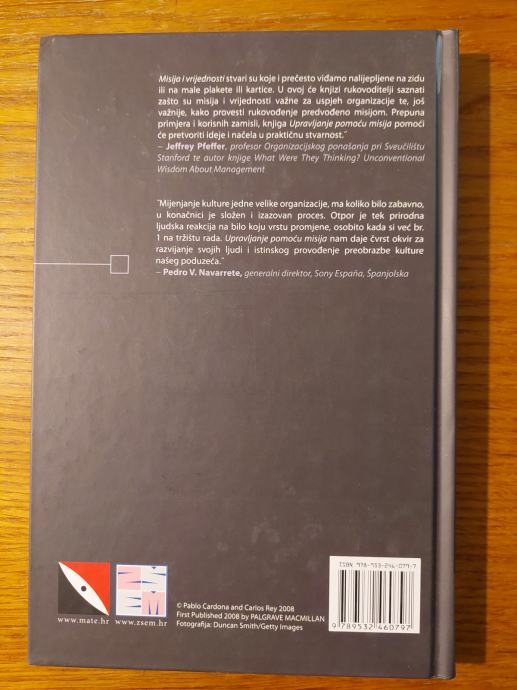 Misija i vrijednosti stvari su koje i prečesto viđamo nalijepljene na zidu
ili na male plakete ili kartice. U ovoj će knjizi rukovoditelji saznati
zašto su misija i vrijednosti važne za uspjeh organizacije te, još
važnije, kako provesti rukovođenje predvođeno misijom. Prepuna
primjera i korisnih zamisli, knjiga Upravljanje pomoću misija pomoći
će pretvoriti ideje i načela u praktičnu stvarnost."
– Jeffrey Pfeffer, profesor Organizacijskog ponašanja pri Sveučilištu
Stanford te autor knjige What Were They Thinking? Unconventional
Wisdom About Management
"Mijenjanje kulture jedne velike organizacije, ma koliko bilo zabavno,
u konačnici je složen i izazovan proces. Otpor je tek prirodna
ljudska reakcija na bilo koju vrstu promjene, osobito kada si već br.
1 na tržištu rada. Upravljanje pomoću misija nam daje čvrst okvir za
razvijanje svojih ljudi i istinskog provođenje preobrazbe kulture
našeg poduzeća."
– Pedro V. Navarrete, generalni direktor, Sony España, Španjolska
ISBN 978-953-246-079-7
9 789532 460797
www.mate.hr
www.zsem.hr
© Pablo Cardona and Carlos Rey 2008
First Published 2008 by PALGRAVE MACMILLAN
Fotografija: Duncan Smith/Getty Images